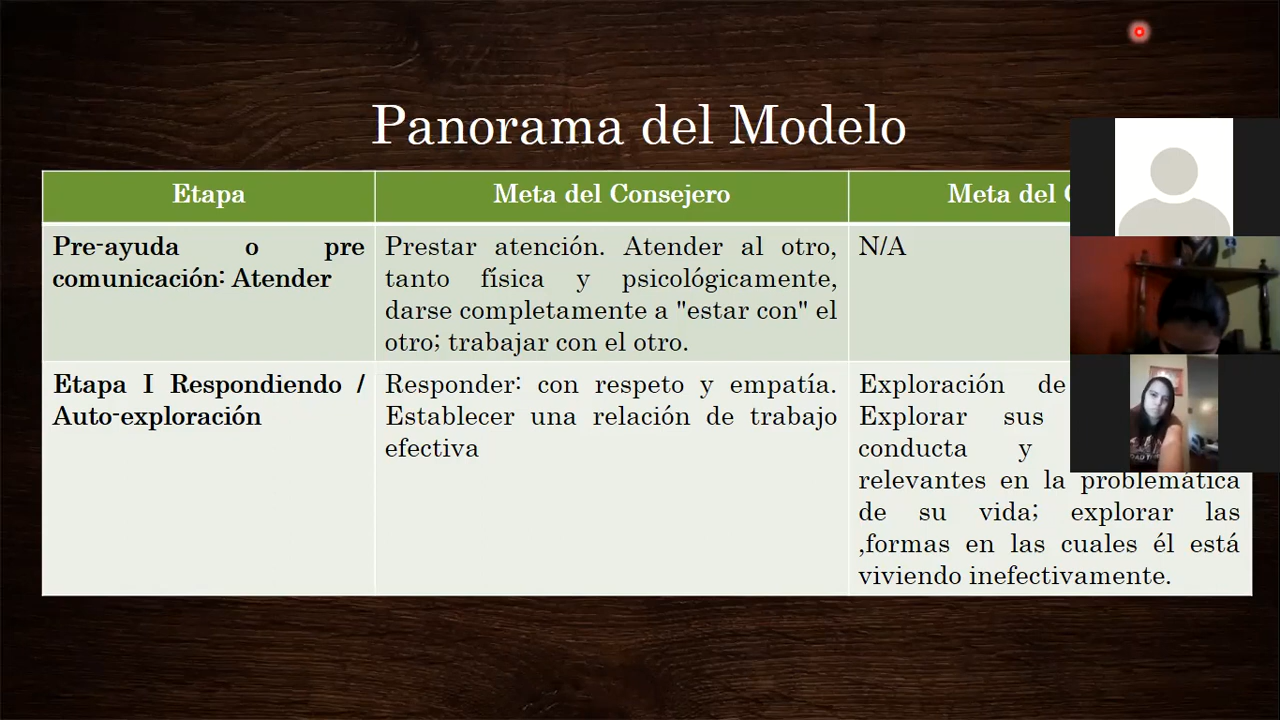 Panorama del Modelo
Etapa
Meta del Consejero
Meta del
Pre-ayuda o pre
comunicación: Atender
Prestar atención. Atender al otro,
tanto física y psicológicamente,
darse completamente a "estar con" el
otro; trabajar con el otro.
N/A
Etapa I Respondiendo /
Auto-exploración
Responder: con respeto y empatía.
Establecer una relación de trabajo
efectiva
Exploración de
Explorar sus
conducta y
relevantes en la problemática
de su vida; explorar las
,formas en las cuales él está
viviendo inefectivamente.